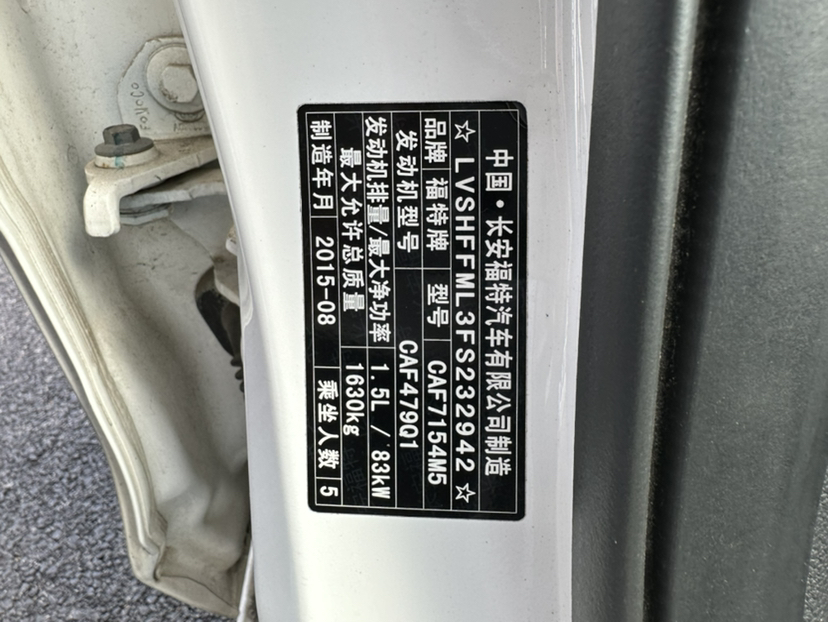 中国·长安福特汽车有限公司制造
☆LVSHFFML3FS232942☆
品牌 福特牌 型号 CAF7154M5
发动机型号 CAF479Q1
发动机排量/最大净功率 1.5L / 83kW
最大允许总质量 1630kg
制造年月 2015-08 乘坐人数 5